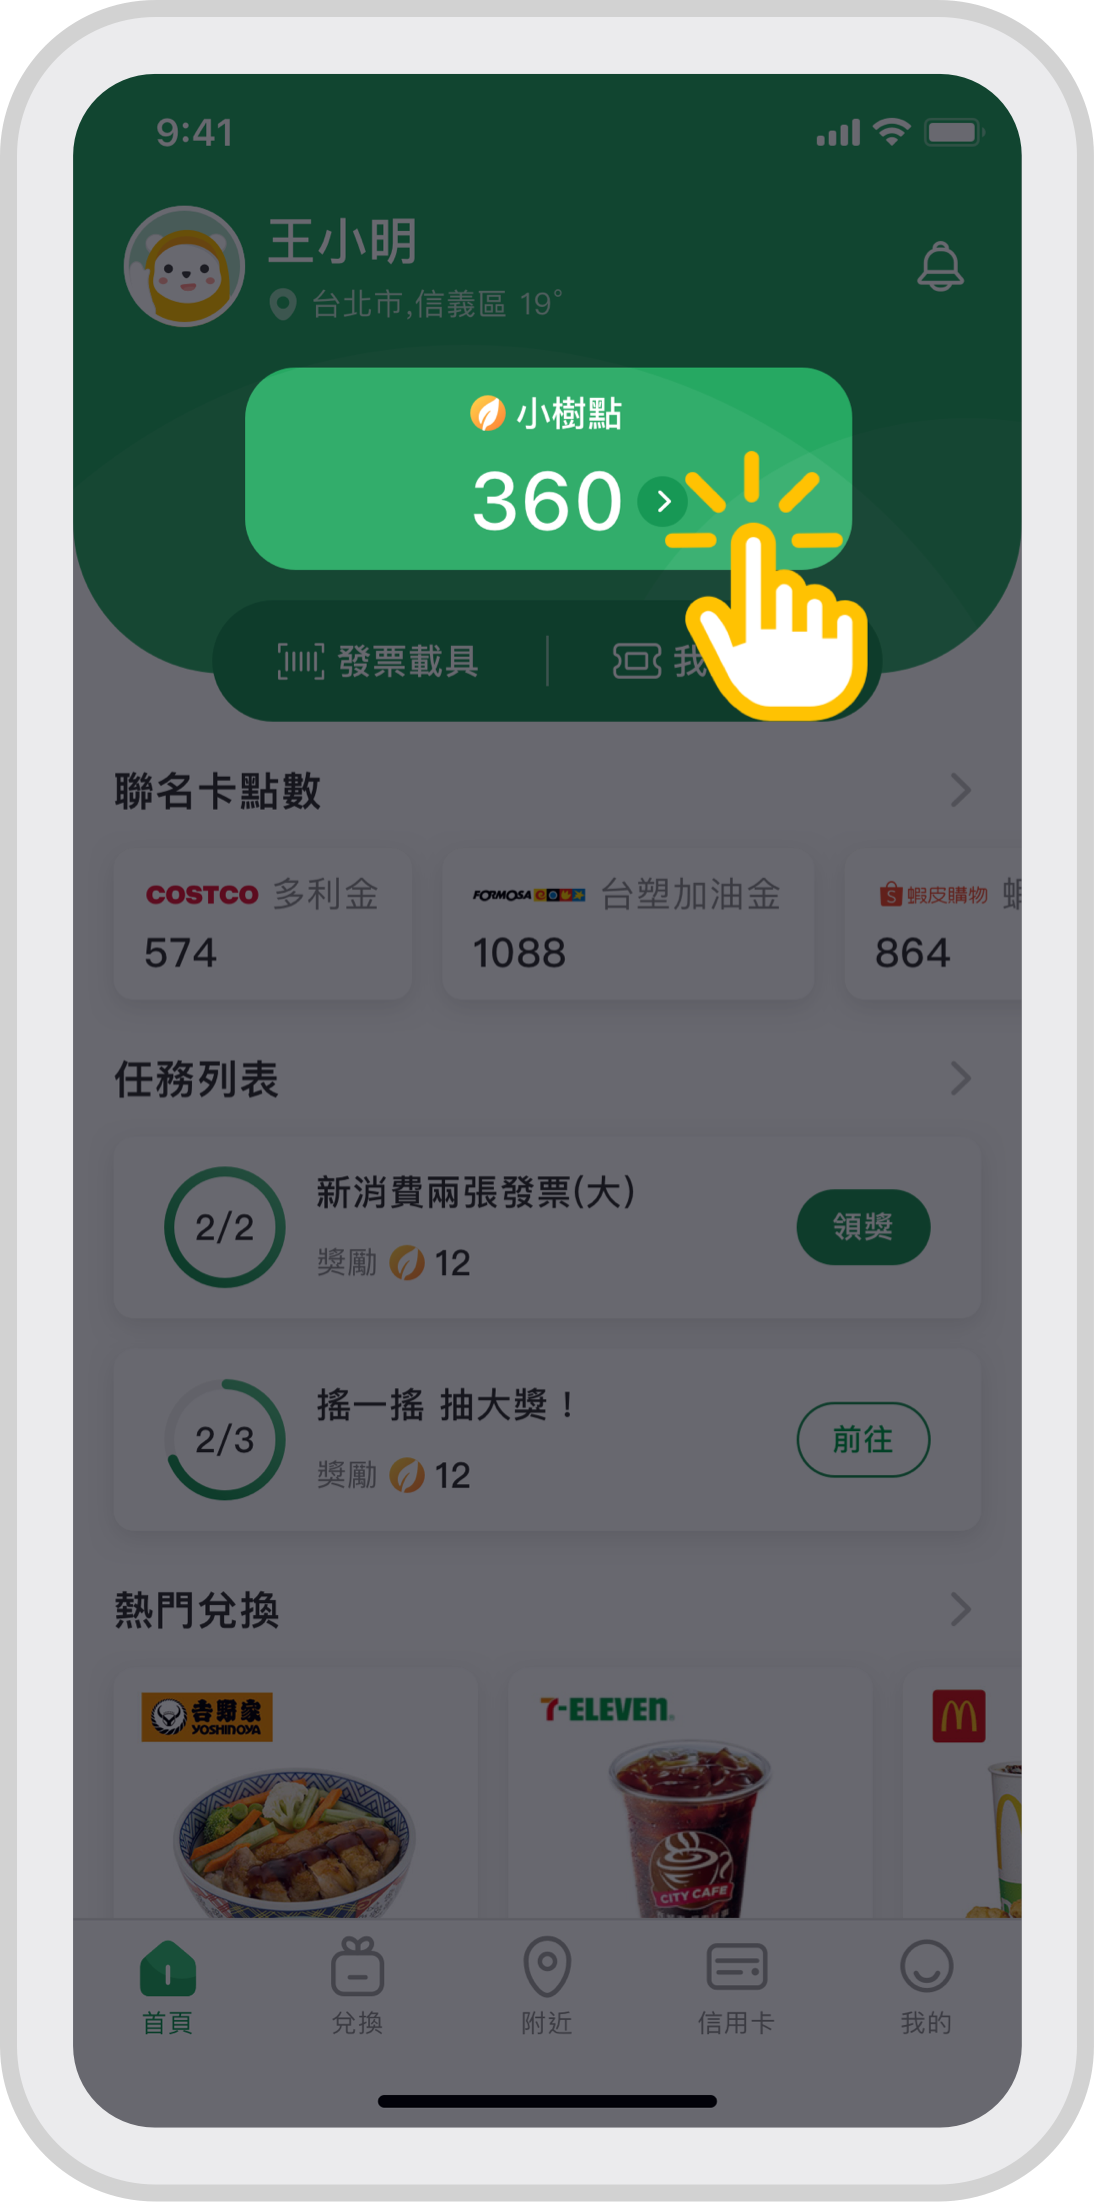 9:41
王小明
台北市,信義區 19°
小樹點
360
發票載具
我
聯名卡點數
COSTCO 多利金
574
FORMOSA 台塑加油金
1088
蝦皮購物
864
任務列表
2/2
新消費兩張發票(大)
獎勵 12
領獎
2/3
搖一搖 抽大獎！
獎勵 12
前往
熱門兌換
吉野家
YOSHINOYA
7-ELEVEn
CITY CAFE
首頁
兌換
附近
信用卡
我的